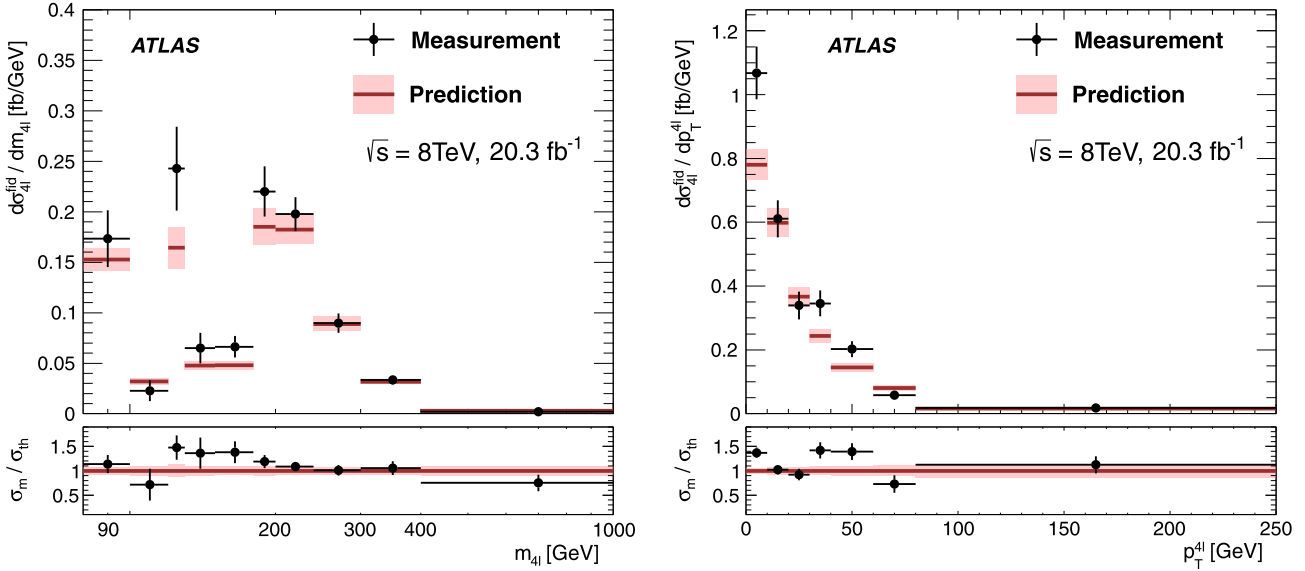 ATLAS
Measurement
Prediction
√s = 8TeV, 20.3 fb⁻¹
dσ₄ₗᶠⁱᵈ / dm₄ₗ [fb/GeV]
0.4
0.35
0.3
0.25
0.2
0.15
0.1
0.05
0
σₘ / σₜₕ
1.5
1
0.5
90
200
300
400
1000
m₄ₗ [GeV]
ATLAS
Measurement
Prediction
√s = 8TeV, 20.3 fb⁻¹
dσ₄ₗᶠⁱᵈ / dp_T^4l [fb/GeV]
1.2
1
0.8
0.6
0.4
0.2
0
σₘ / σₜₕ
1.5
1
0.5
0
50
100
150
200
250
p_T^4l [GeV]